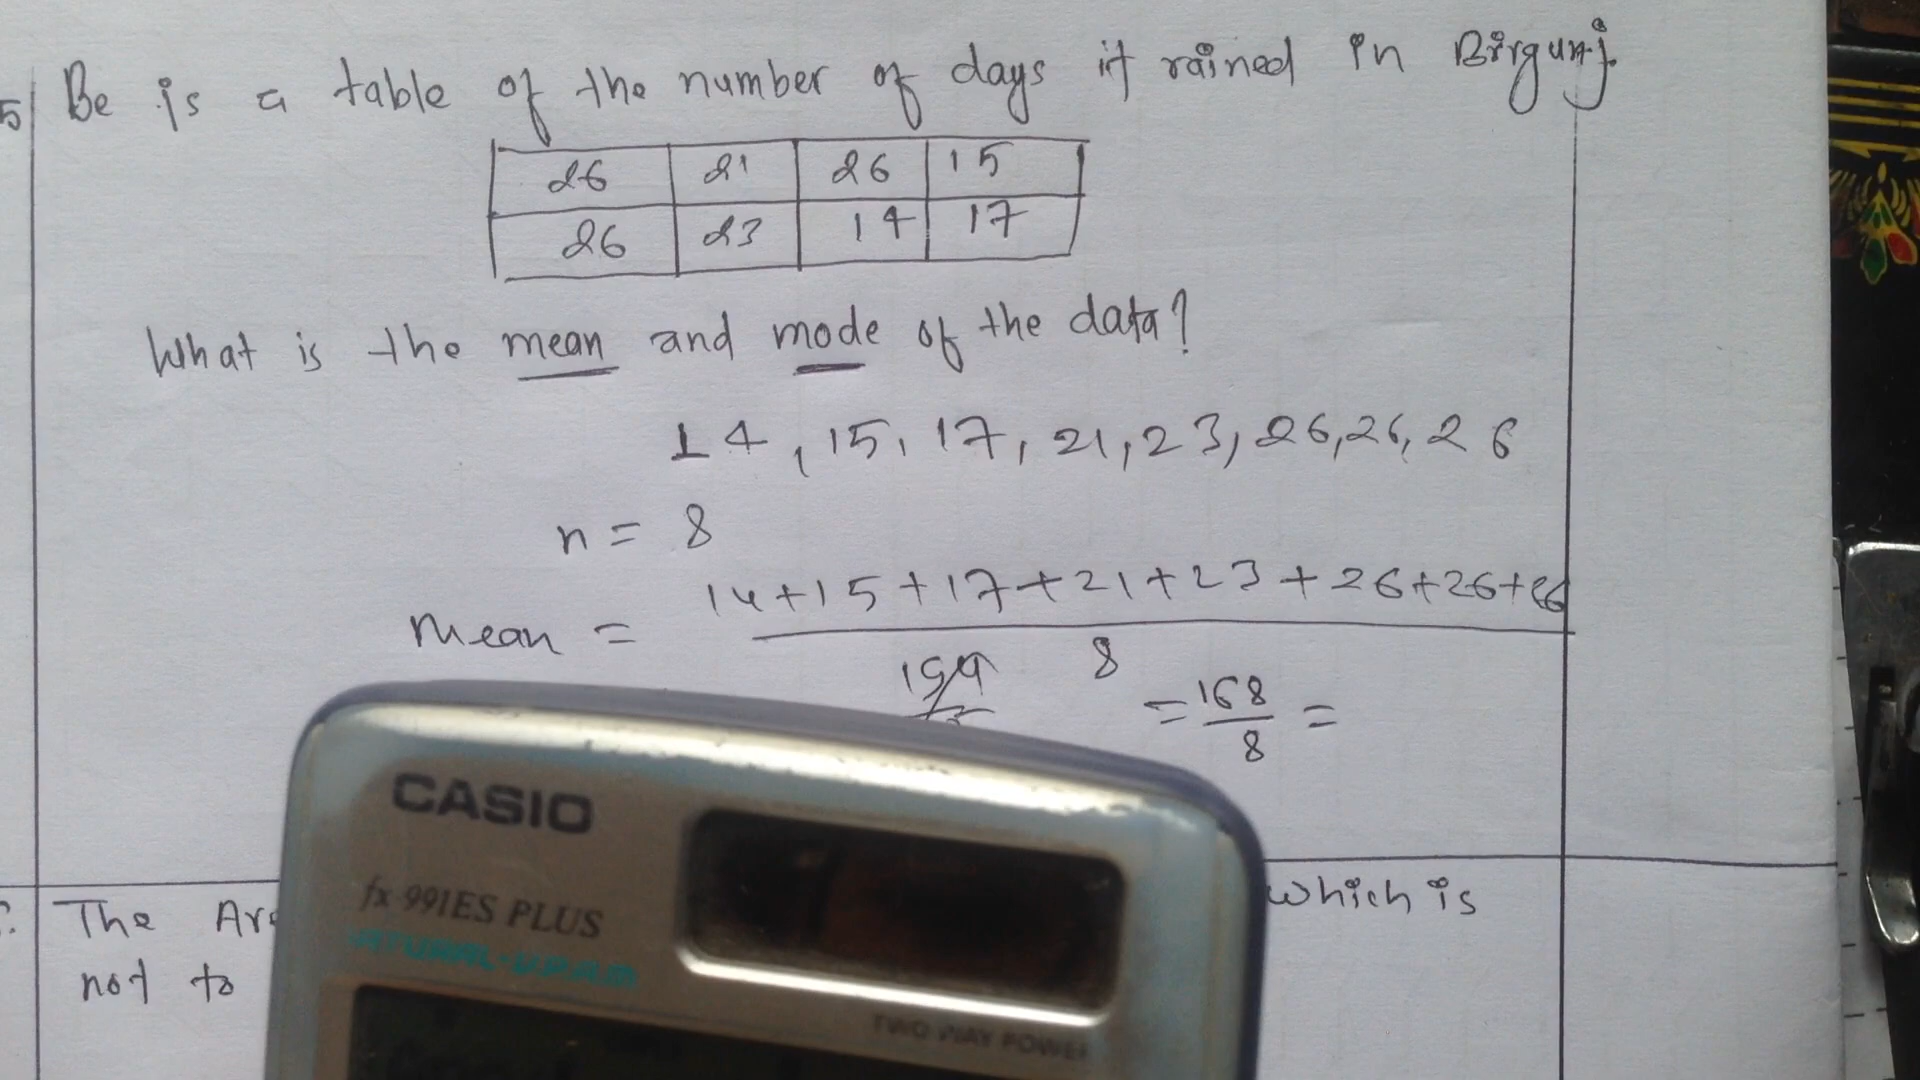 5 Be is a table of the number of days it rained in Birgunj.
26 21 26 15
26 23 14 17
What is the mean and mode of the data?
14, 15, 17, 21, 23, 26, 26, 26
n = 8
14+15+17+21+23+26+26+26
mean =
8
= 168/8 =
CASIO
fx 991ES PLUS
NATURAL-V.P.A.M.
TWO WAY POWER
The which is
not to